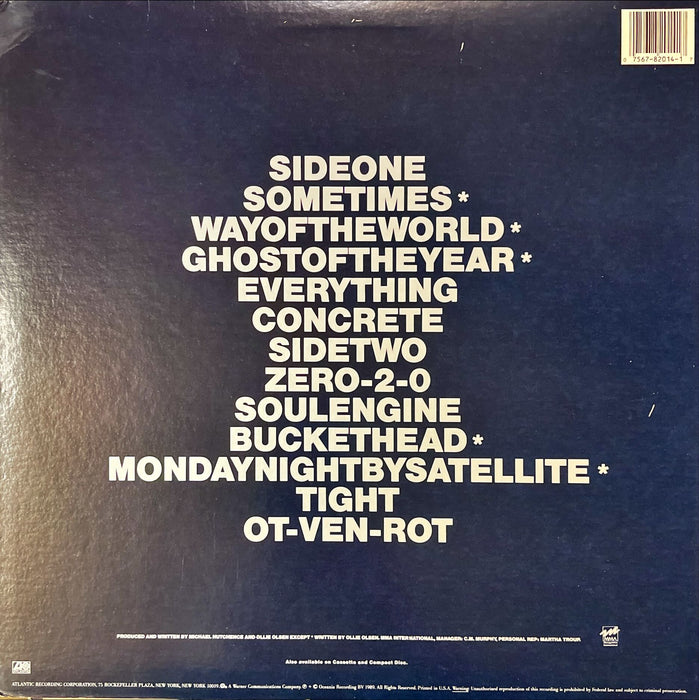 0 7567-82014-1 7
SIDEONE
SOMETIMES*
WAYOFTHEWORLD*
GHOSTOFTHEYEAR*
EVERYTHING
CONCRETE
SIDETWO
ZERO-2-0
SOULENGINE
BUCKETHEAD*
MONDAYNIGHTBYSATELLITE*
TIGHT
OT-VEN-ROT
PRODUCED AND WRITTEN BY MICHAEL HUTCHENCE AND OLLIE OLSEN EXCEPT * WRITTEN BY OLLIE OLSEN. MMA INTERNATIONAL, MANAGER: C.M. MURPHY, PERSONAL REP: MARTHA TROUP.
MMA
Also available on Cassette and Compact Disc.
ATLANTIC RECORDING CORPORATION, 75 ROCKEFELLER PLAZA, NEW YORK, NEW YORK 10019. A Warner Communications Company. ℗ + © Oceanic Recording BV 1989. All Rights Reserved. Printed in U.S.A. Warning: Unauthorized reproduction of this recording is prohibited by Federal law and subject to criminal prosecution.